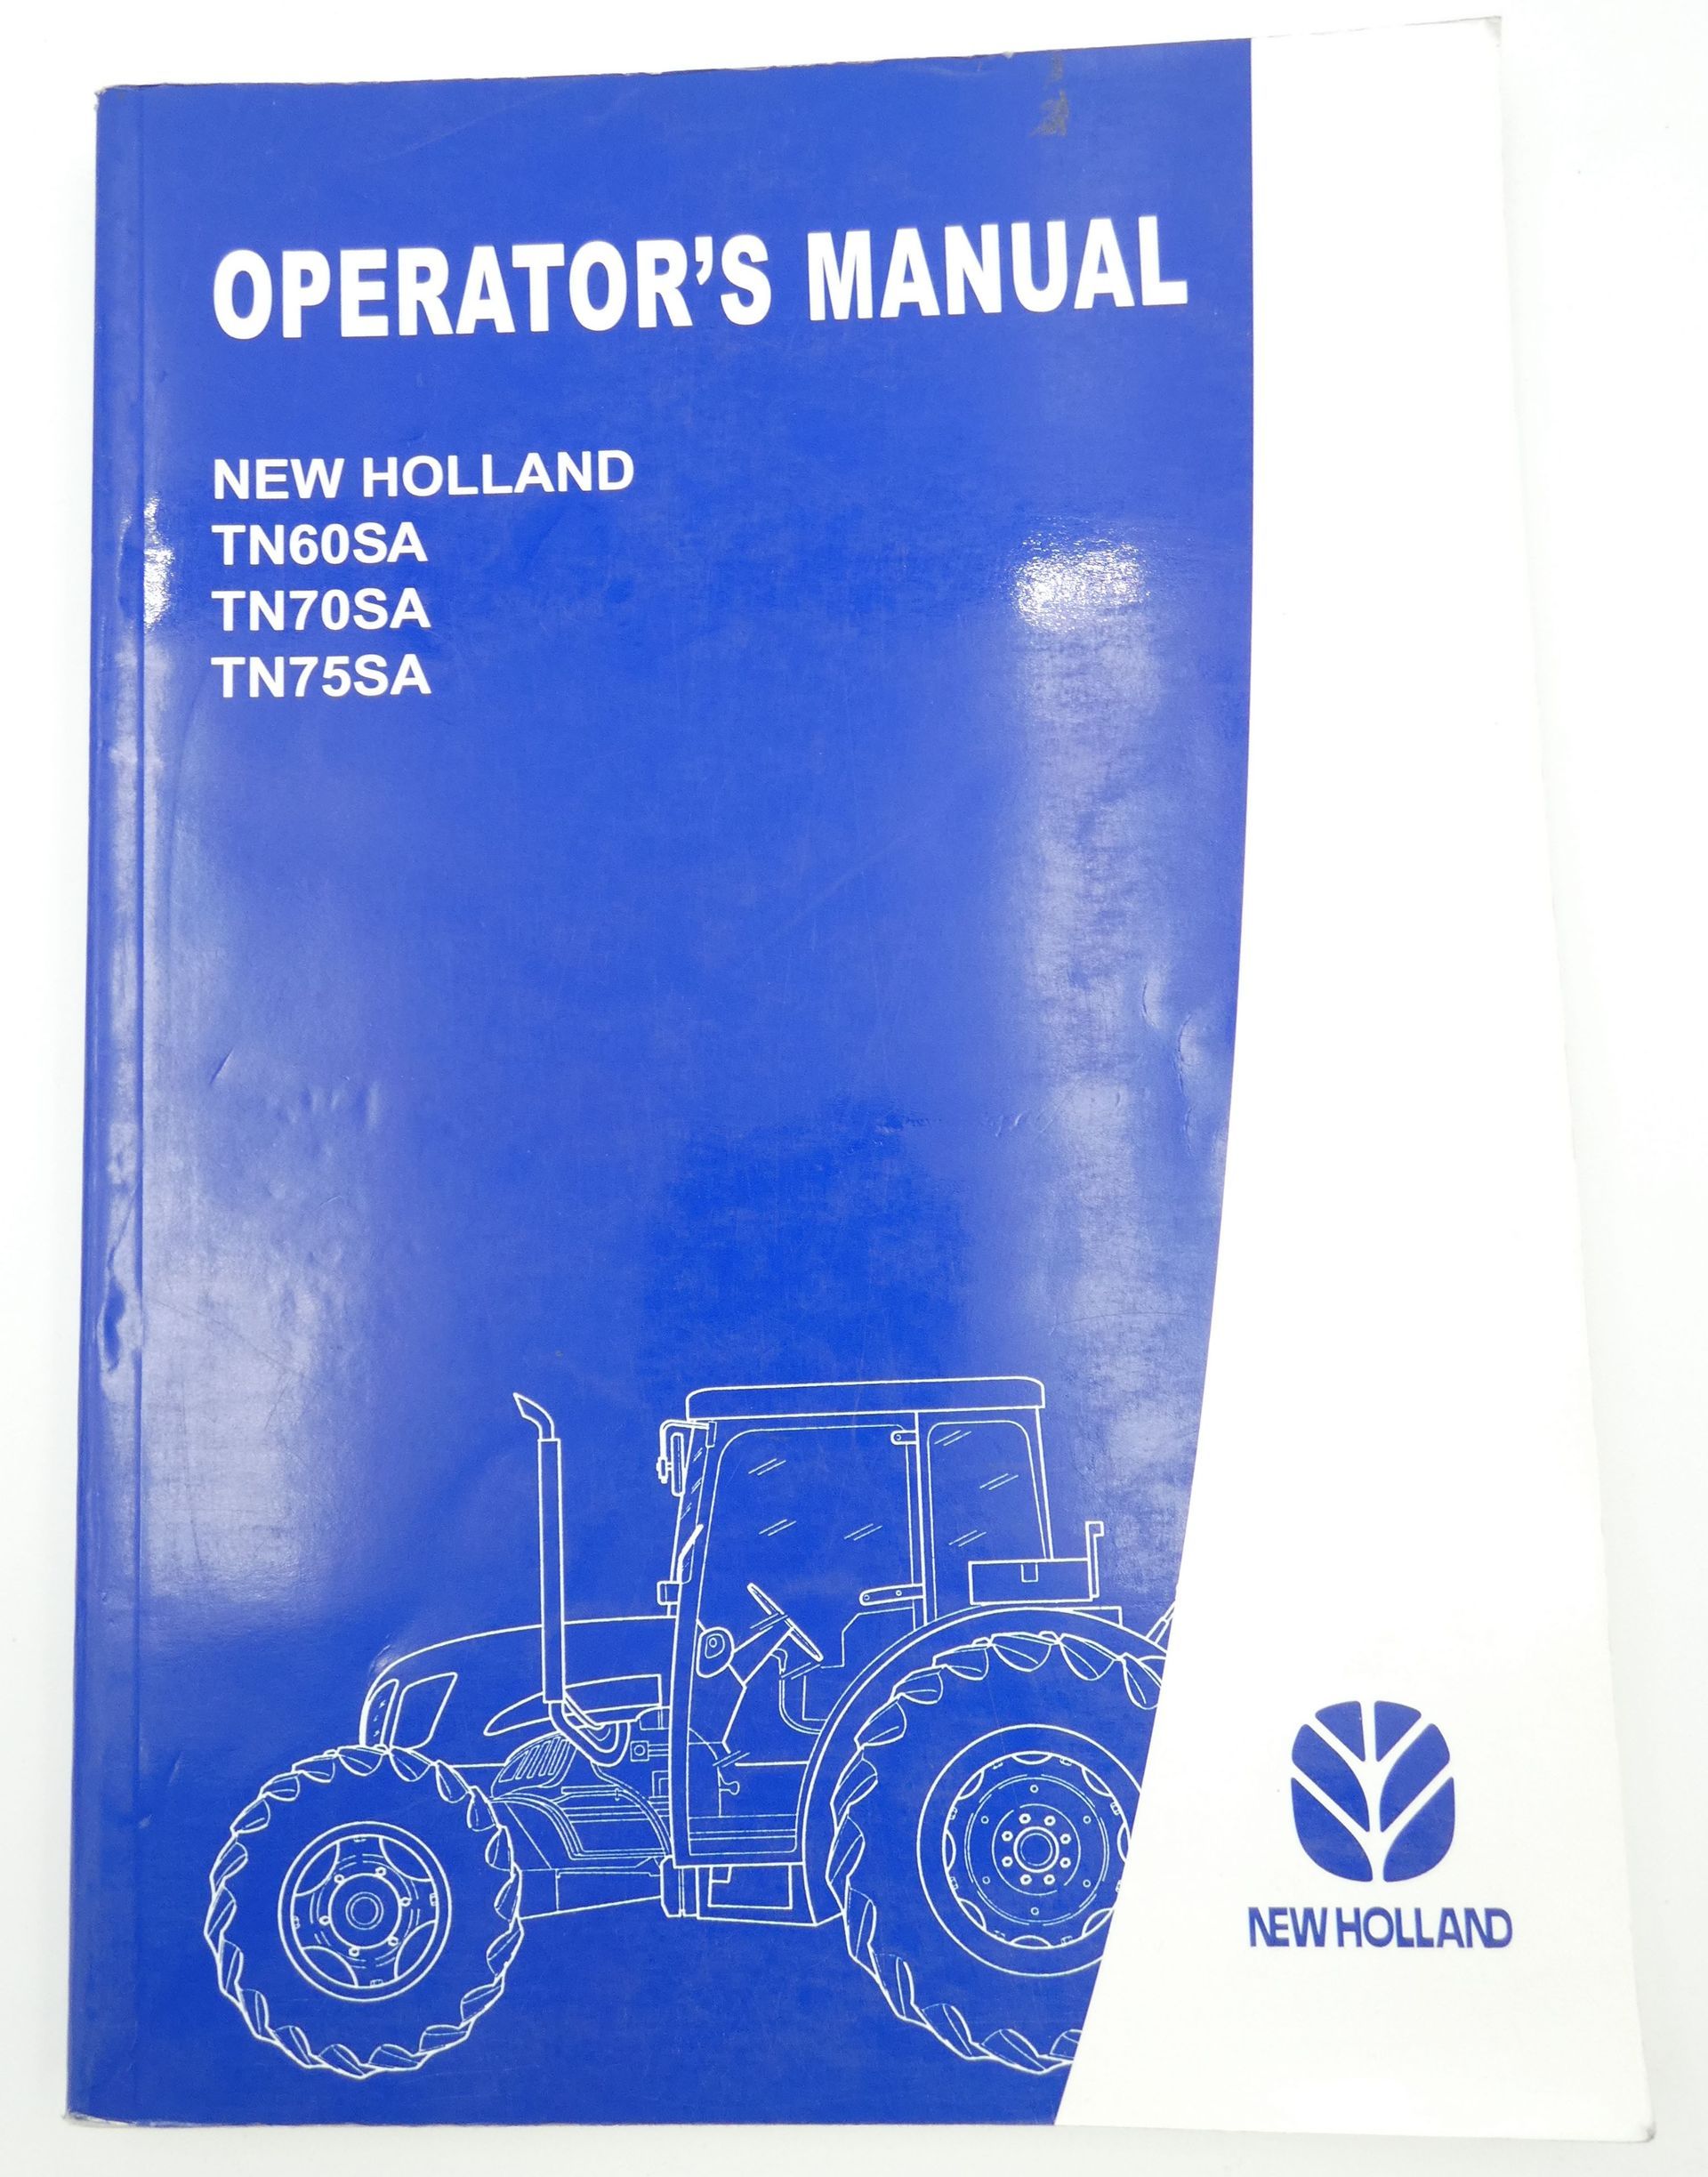 OPERATOR'S MANUAL
NEW HOLLAND
TN60SA
TN70SA
TN75SA
NEW HOLLAND